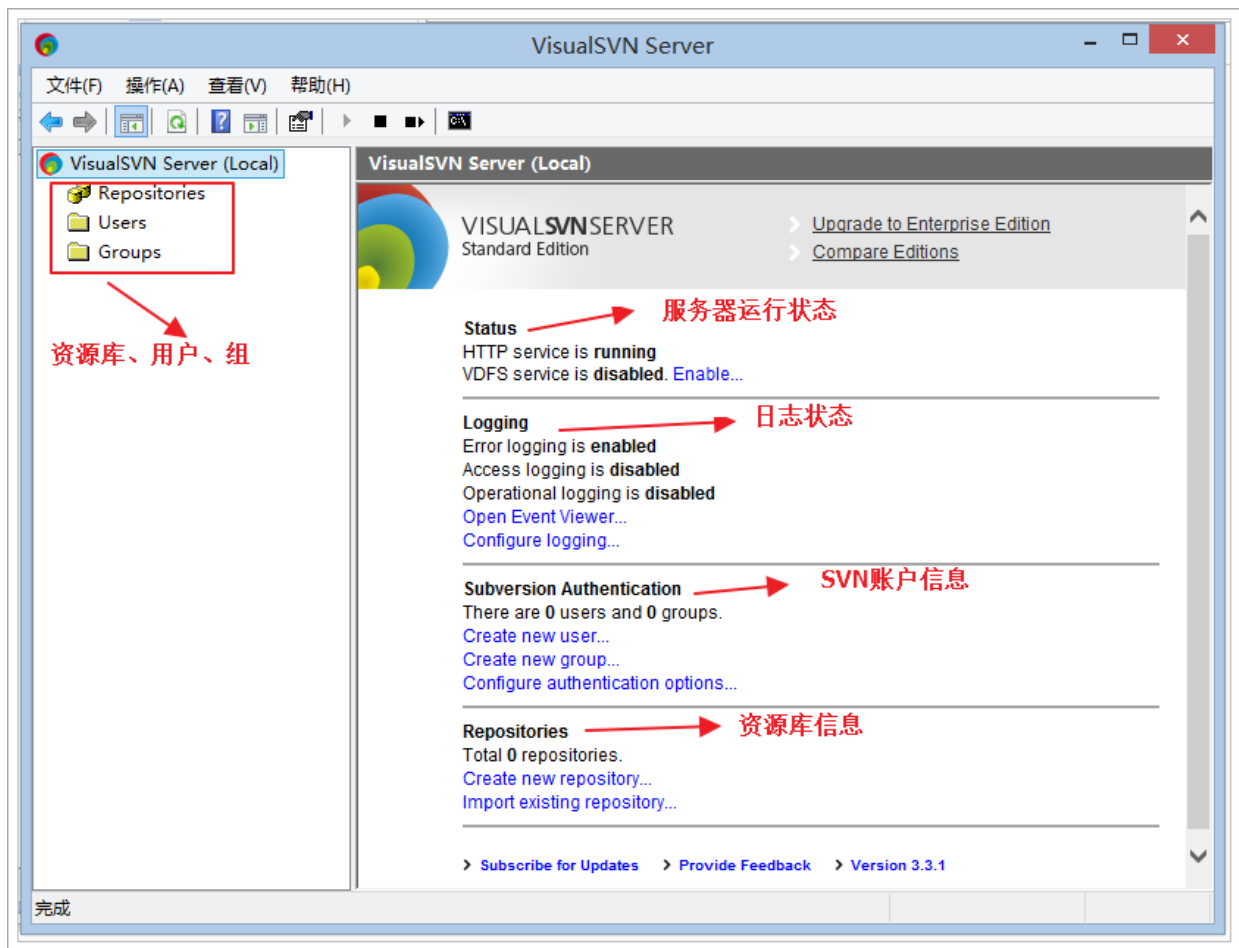 VisualSVN Server
文件(F) 操作(A) 查看(V) 帮助(H)
VisualSVN Server (Local)
Repositories
Users
Groups
资源库、用户、组
VisualSVN Server (Local)
VISUALSVNSERVER
Standard Edition
Upgrade to Enterprise Edition
Compare Editions
Status
服务器运行状态
HTTP service is running
VDFS service is disabled. Enable...
Logging
日志状态
Error logging is enabled
Access logging is disabled
Operational logging is disabled
Open Event Viewer...
Configure logging...
Subversion Authentication
SVN账户信息
There are 0 users and 0 groups.
Create new user...
Create new group...
Configure authentication options...
Repositories
资源库信息
Total 0 repositories.
Create new repository...
Import existing repository...
Subscribe for Updates Provide Feedback Version 3.3.1
完成